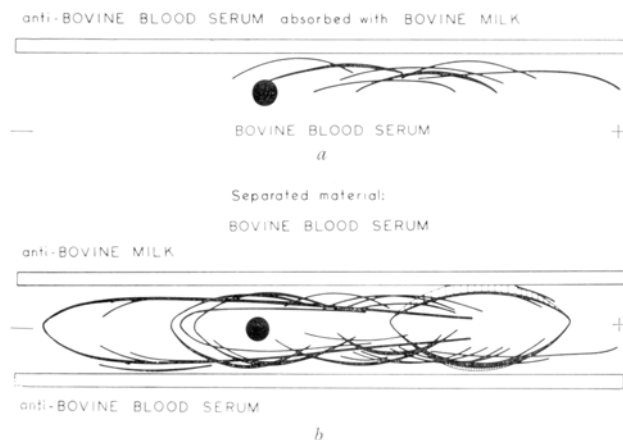 anti-BOVINE BLOOD SERUM absorbed with BOVINE MILK
— BOVINE BLOOD SERUM +
a
Separated material:
BOVINE BLOOD SERUM
anti-BOVINE MILK
— +
anti-BOVINE BLOOD SERUM
b